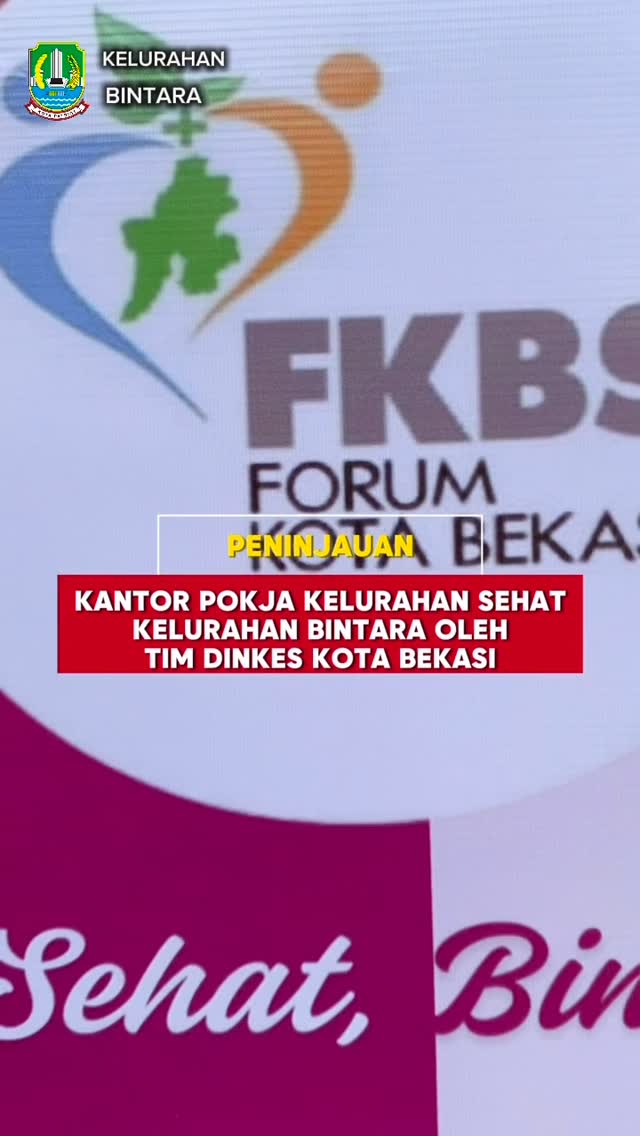 KELURAHAN
BINTARA
FKBS
FORUM
KOTA BEKAS
PENINJAUAN
KANTOR POKJA KELURAHAN SEHAT
KELURAHAN BINTARA OLEH
TIM DINKES KOTA BEKASI
Sehat, Bin